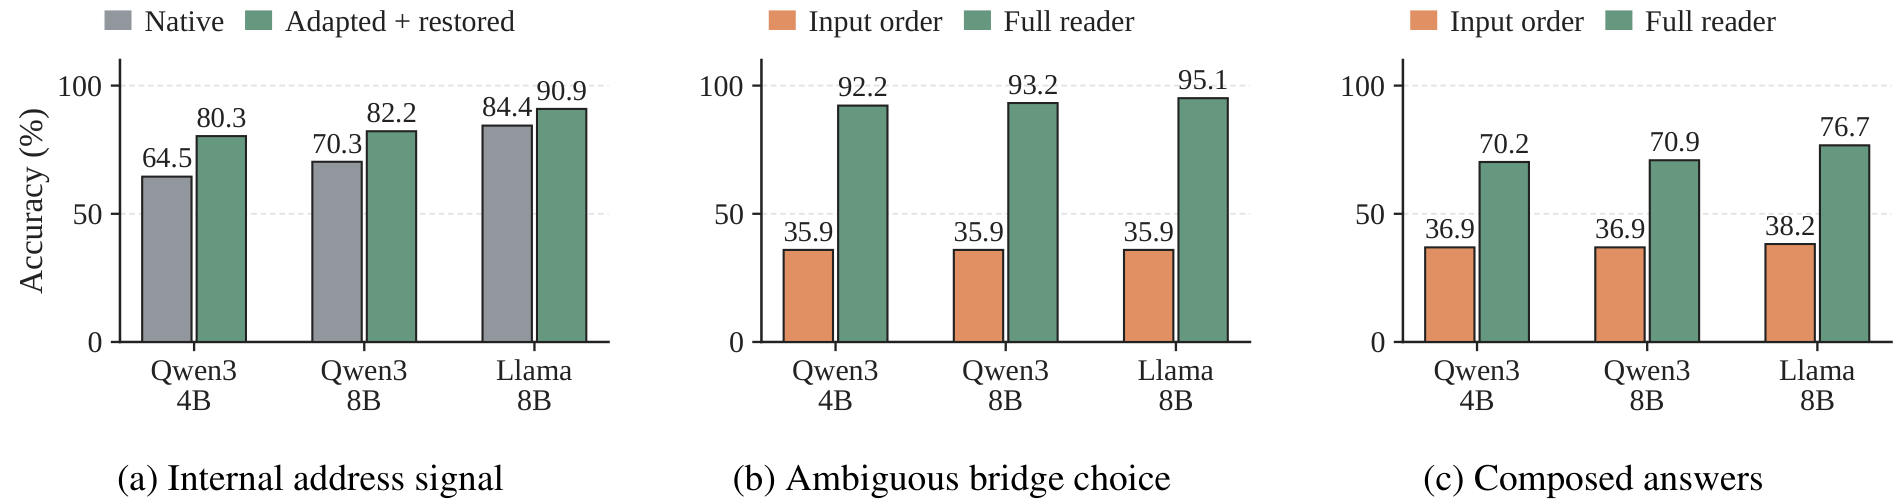 Native Adapted + restored
Accuracy (%)
100
50
0
64.5 80.3 70.3 82.2 84.4 90.9
Qwen3 Qwen3 Llama
4B 8B 8B
(a) Internal address signal
Input order Full reader
100
50
0
35.9 92.2 35.9 93.2 35.9 95.1
Qwen3 Qwen3 Llama
4B 8B 8B
(b) Ambiguous bridge choice
Input order Full reader
100
50
0
36.9 70.2 36.9 70.9 38.2 76.7
Qwen3 Qwen3 Llama
4B 8B 8B
(c) Composed answers